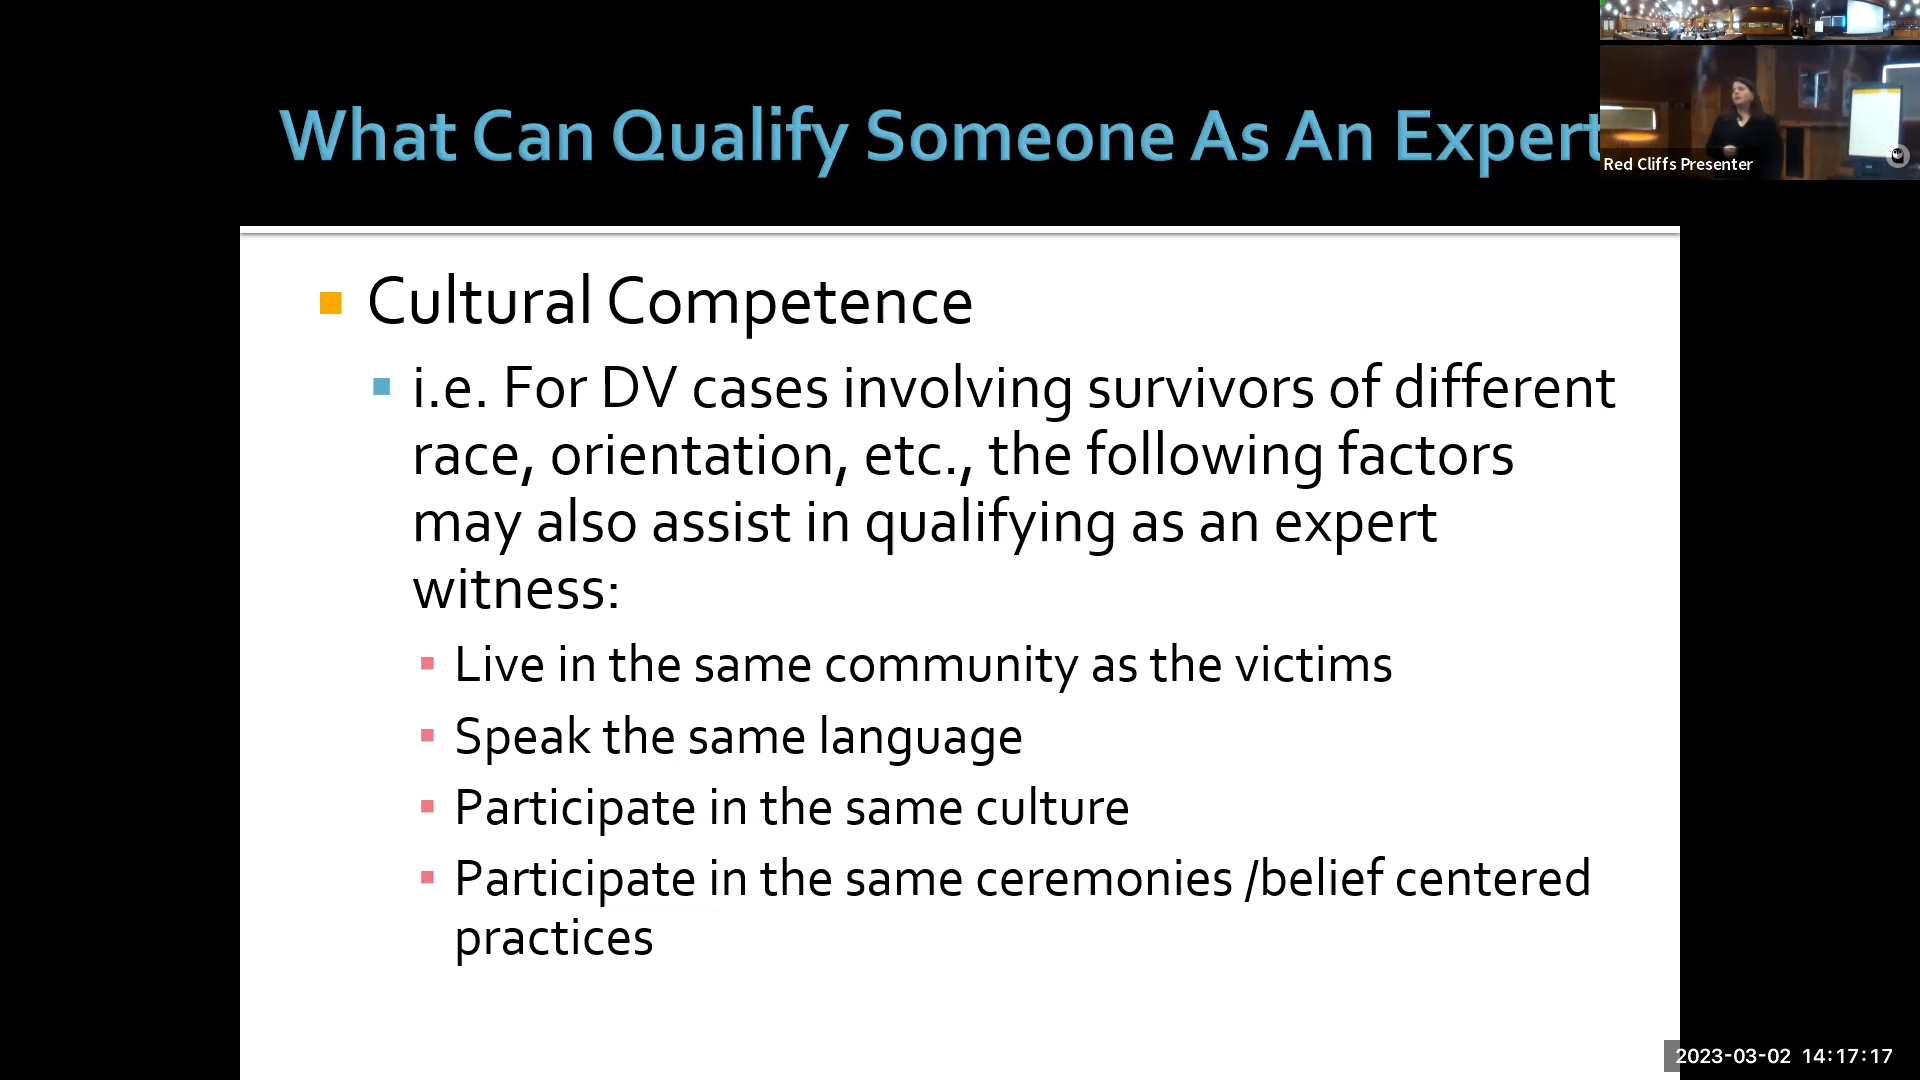 What Can Qualify Someone As An Expert
Red Cliffs Presenter
Cultural Competence
i.e. For DV cases involving survivors of different
race, orientation, etc., the following factors
may also assist in qualifying as an expert
witness:
Live in the same community as the victims
Speak the same language
Participate in the same culture
Participate in the same ceremonies /belief centered
practices
2023-03-02 14:17:17